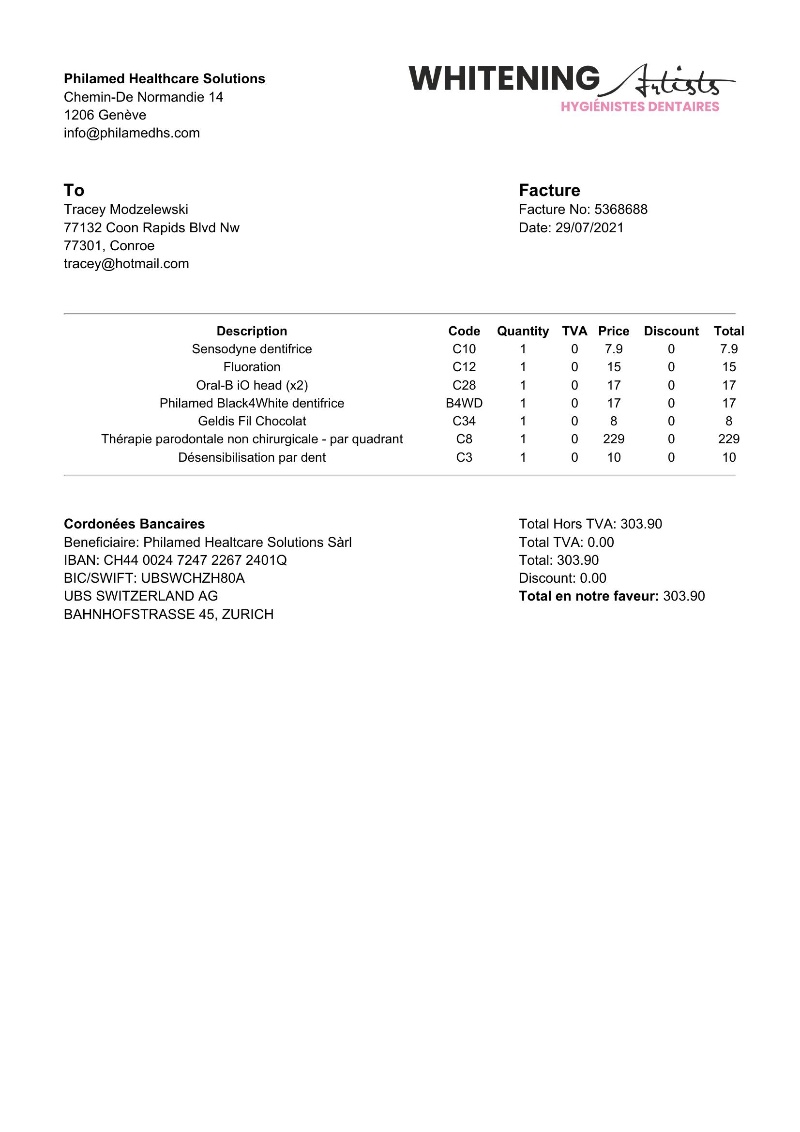 Philamed Healthcare Solutions
Chemin-De Normandie 14
1206 Genève
info@philamedhs.com
WHITENING Artists
HYGIÉNISTES DENTAIRES
To
Tracey Modzelewski
77132 Coon Rapids Blvd Nw
77301, Conroe
tracey@hotmail.com
Facture
Facture No: 5368688
Date: 29/07/2021
Description Code Quantity TVA Price Discount Total
Sensodyne dentifrice C10 1 0 7.9 0 7.9
Fluoration C12 1 0 15 0 15
Oral-B iO head (x2) C28 1 0 17 0 17
Philamed Black4White dentifrice B4WD 1 0 17 0 17
Geldis Fil Chocolat C34 1 0 8 0 8
Thérapie parodontale non chirurgicale - par quadrant C8 1 0 229 0 229
Désensibilisation par dent C3 1 0 10 0 10
Cordonées Bancaires
Beneficiaire: Philamed Healtcare Solutions Sàrl
IBAN: CH44 0024 7247 2267 2401Q
BIC/SWIFT: UBSWCHZH80A
UBS SWITZERLAND AG
BAHNHOFSTRASSE 45, ZURICH
Total Hors TVA: 303.90
Total TVA: 0.00
Total: 303.90
Discount: 0.00
Total en notre faveur: 303.90